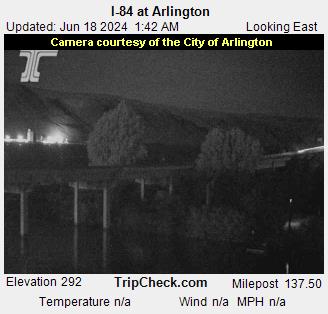 I-84 at Arlington
Updated: Jun 18 2024 1:42 AM Looking East
Camera courtesy of the City of Arlington
Elevation 292 TripCheck.com Milepost 137.50
Temperature n/a Wind n/a MPH n/a